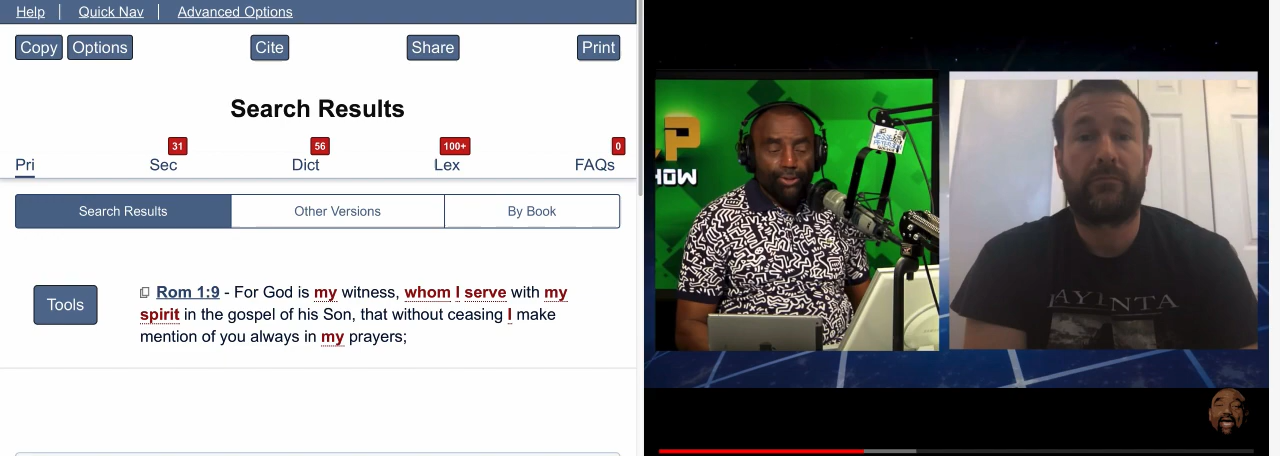 Help
Quick Nav
Advanced Options
Copy
Options
Cite
Share
Print
Search Results
31
56
100+
0
Pri
Sec
Dict
Lex
FAQs
Search Results
Other Versions
By Book
Tools
Rom 1:9 - For God is my witness, whom I serve with my
spirit in the gospel of his Son, that without ceasing I make
mention of you always in my prayers;
P
HOW
JESSE
PETERSON
AYINTA